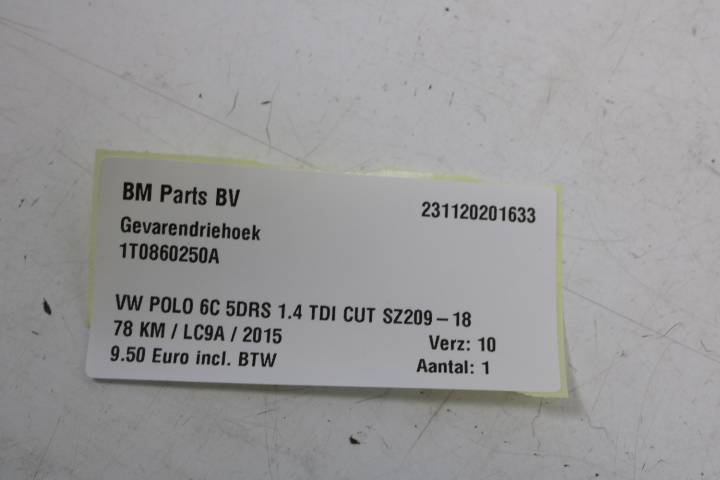 BM Parts BV
231120201633
Gevarendriehoek
1T0860250A
VW POLO 6C 5DRS 1.4 TDI CUT SZ209-18
78 KM / LC9A / 2015
Verz: 10
9.50 Euro incl. BTW
Aantal: 1